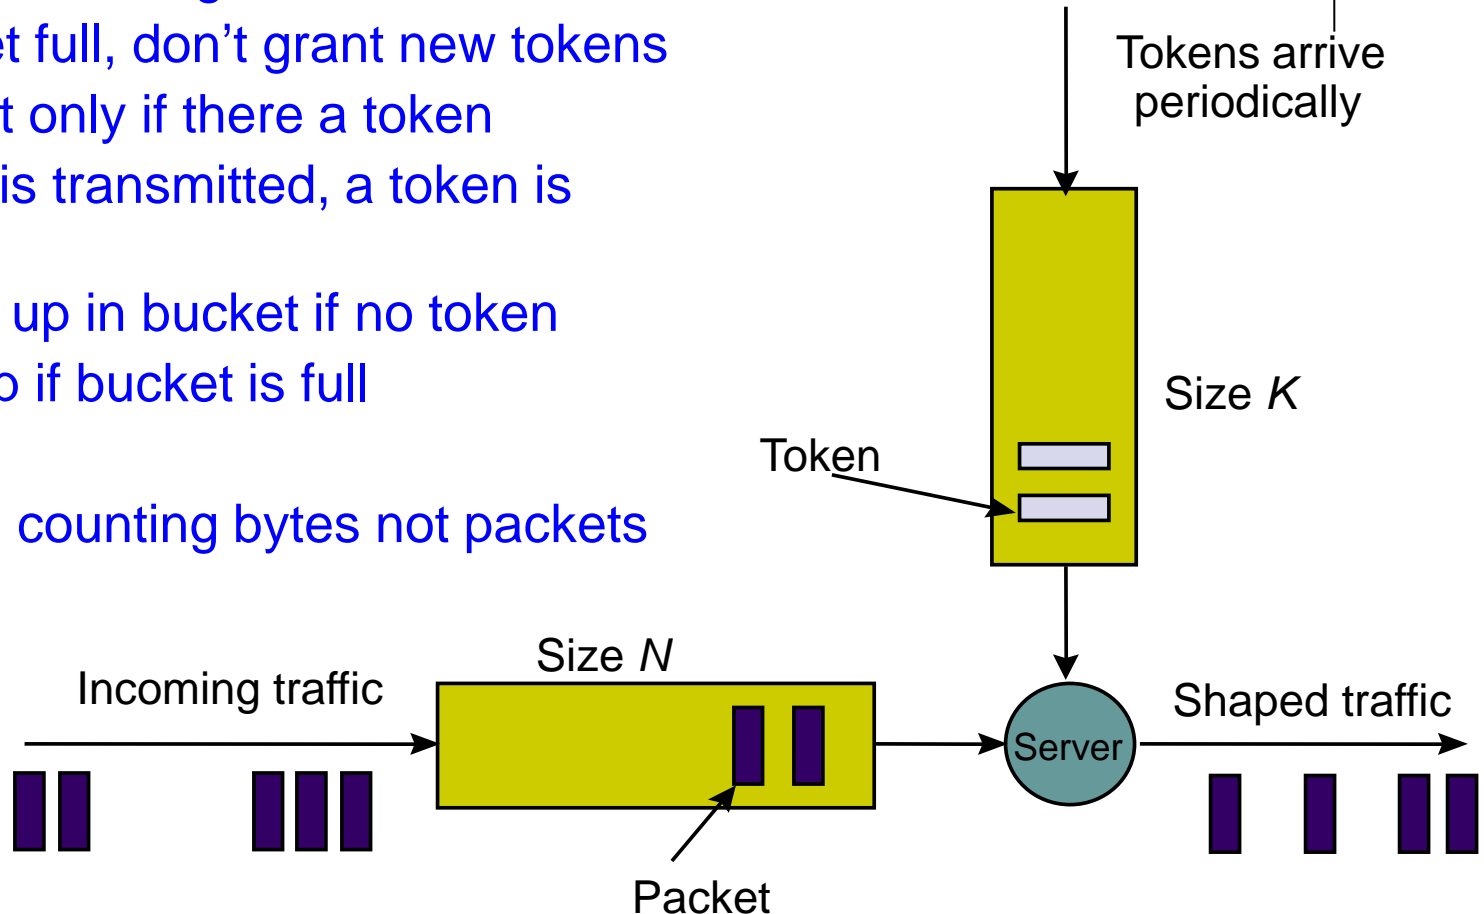 et full, don’t grant new tokens
t only if there a token
is transmitted, a token is
up in bucket if no token
p if bucket is full
counting bytes not packets
Tokens arrive
periodically
Size K
Token
Size N
Incoming traffic
Server
Shaped traffic
Packet